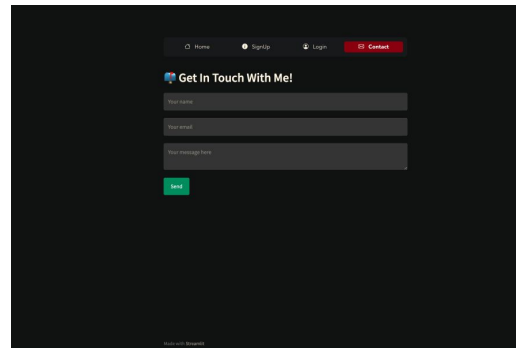 Home SignUp Login Contact
Get In Touch With Me!
Your name
Your email
Your message here
Send
Made with Streamlit